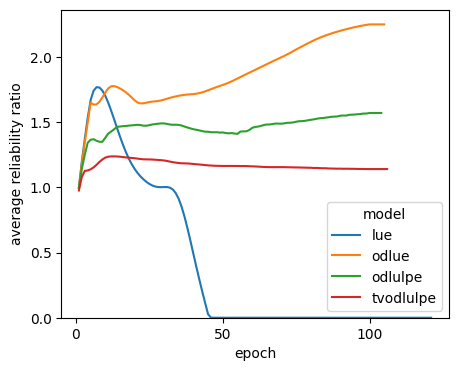 2.0
1.5
1.0
0.5
0.0
average reliability ratio
0 50 100
epoch
model
lue
odlue
odlulpe
tvodlulpe